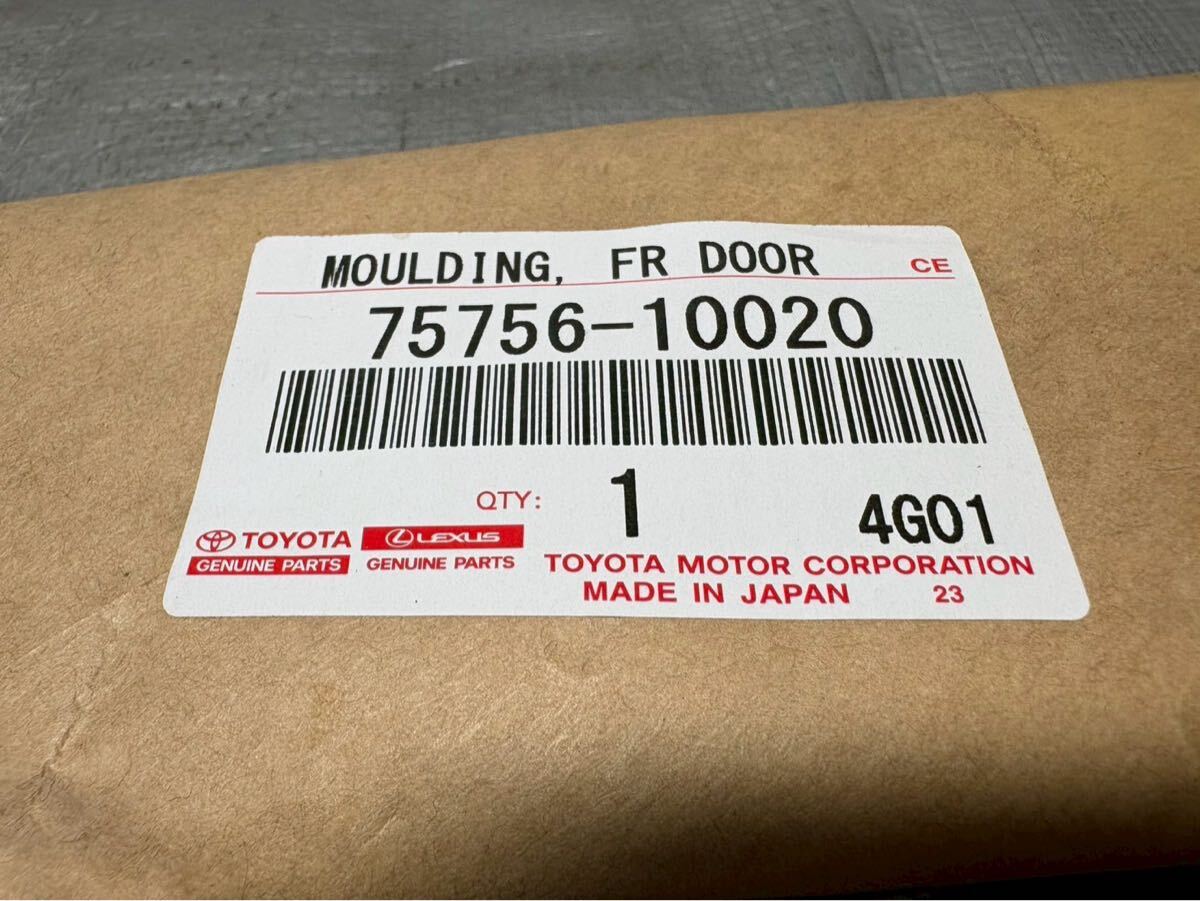 MOULDING, FR DOOR CE
75756-10020
QTY: 1 4G01
TOYOTA LEXUS
GENUINE PARTS GENUINE PARTS TOYOTA MOTOR CORPORATION
MADE IN JAPAN 23